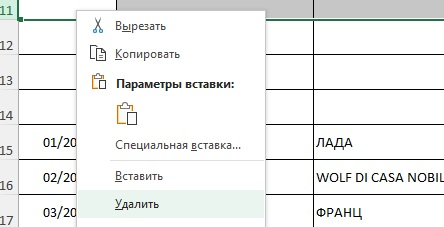 11
Вырезать
12
Копировать
13
Параметры вставки:
14
Специальная вставка...
15 01/20 ЛАДА
16 02/20 Вставить WOLF DI CASA NOBIL
Удалить
17 03/20 ФРАНЦ